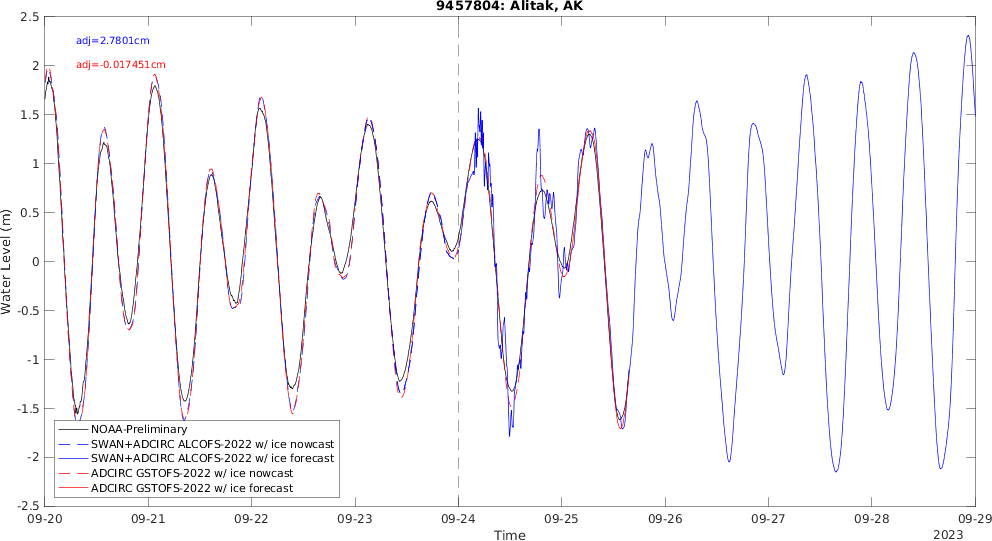 9457804: Alitak, AK
adj=2.7801cm
adj=-0.017451cm
Water Level (m)
2.5
2
1.5
1
0.5
0
-0.5
-1
-1.5
-2
-2.5
NOAA-Preliminary
SWAN+ADCIRC ALCOFS-2022 w/ ice nowcast
SWAN+ADCIRC ALCOFS-2022 w/ ice forecast
ADCIRC GSTOFS-2022 w/ ice nowcast
ADCIRC GSTOFS-2022 w/ ice forecast
09-20 09-21 09-22 09-23 09-24 09-25 09-26 09-27 09-28 09-29
Time
2023